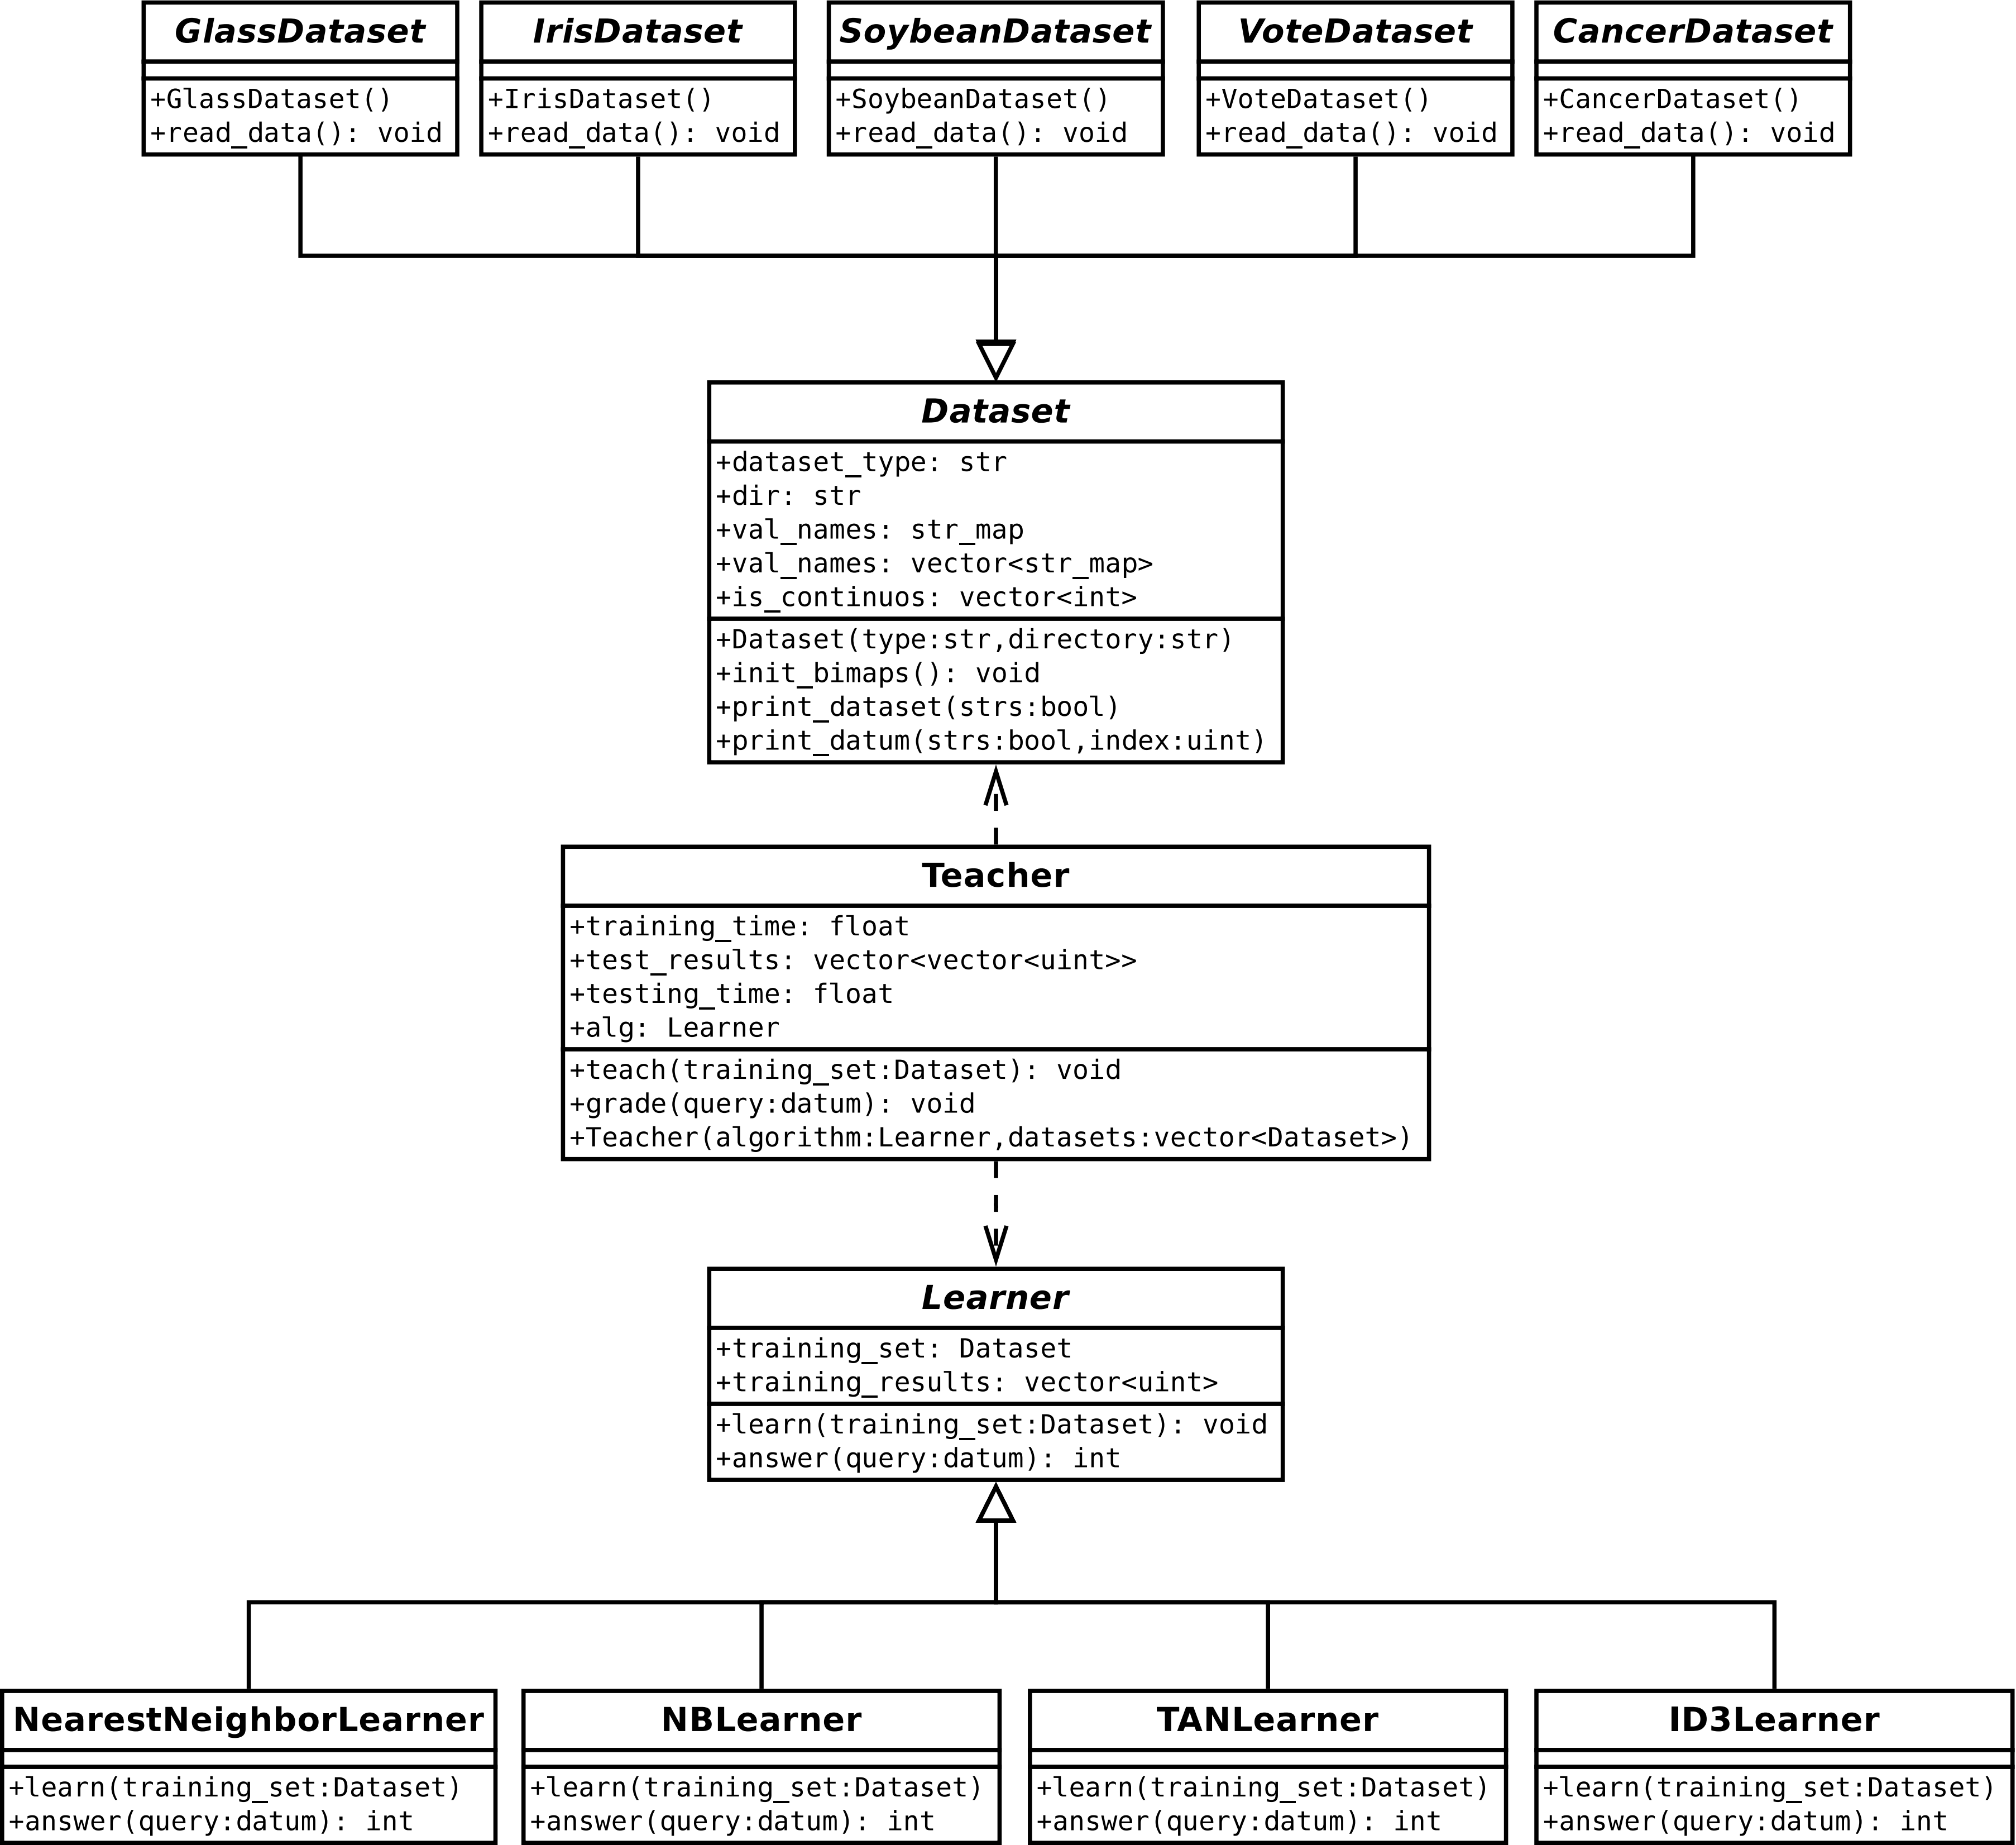 GlassDataset
+GlassDataset()
+read_data(): void
IrisDataset
+IrisDataset()
+read_data(): void
SoybeanDataset
+SoybeanDataset()
+read_data(): void
VoteDataset
+VoteDataset()
+read_data(): void
CancerDataset
+CancerDataset()
+read_data(): void
Dataset
+dataset_type: str
+dir: str
+val_names: str_map
+val_names: vector<str_map>
+is_continuos: vector<int>
+Dataset(type:str,directory:str)
+init_bimaps(): void
+print_dataset(strs:bool)
+print_datum(strs:bool,index:uint)
Teacher
+training_time: float
+test_results: vector<vector<uint>>
+testing_time: float
+alg: Learner
+teach(training_set:Dataset): void
+grade(query:datum): void
+Teacher(algorithm:Learner,datasets:vector<Dataset>)
Learner
+training_set: Dataset
+training_results: vector<uint>
+learn(training_set:Dataset): void
+answer(query:datum): int
NearestNeighborLearner
+learn(training_set:Dataset)
+answer(query:datum): int
NBLearner
+learn(training_set:Dataset)
+answer(query:datum): int
TANLearner
+learn(training_set:Dataset)
+answer(query:datum): int
ID3Learner
+learn(training_set:Dataset)
+answer(query:datum): int